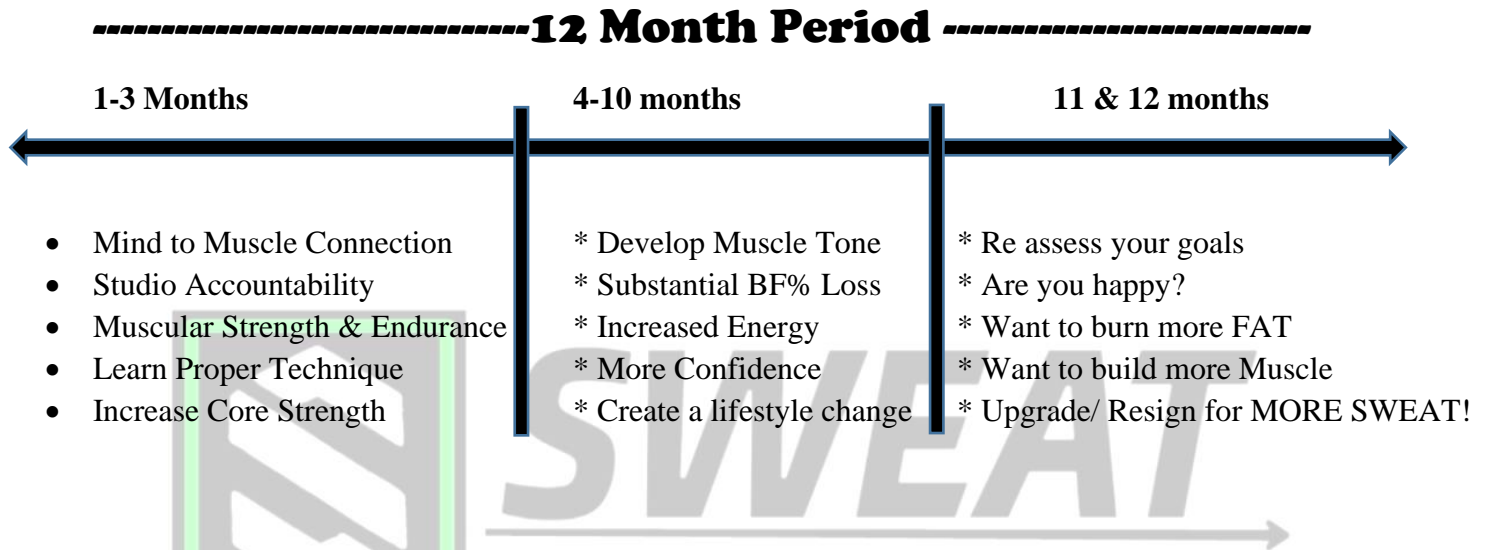 ------------------------------12 Month Period -------------------------
1-3 Months 4-10 months 11 & 12 months
• Mind to Muscle Connection * Develop Muscle Tone * Re assess your goals
• Studio Accountability * Substantial BF% Loss * Are you happy?
• Muscular Strength & Endurance * Increased Energy * Want to burn more FAT
• Learn Proper Technique * More Confidence * Want to build more Muscle
• Increase Core Strength * Create a lifestyle change * Upgrade/ Resign for MORE SWEAT!
SWEAT